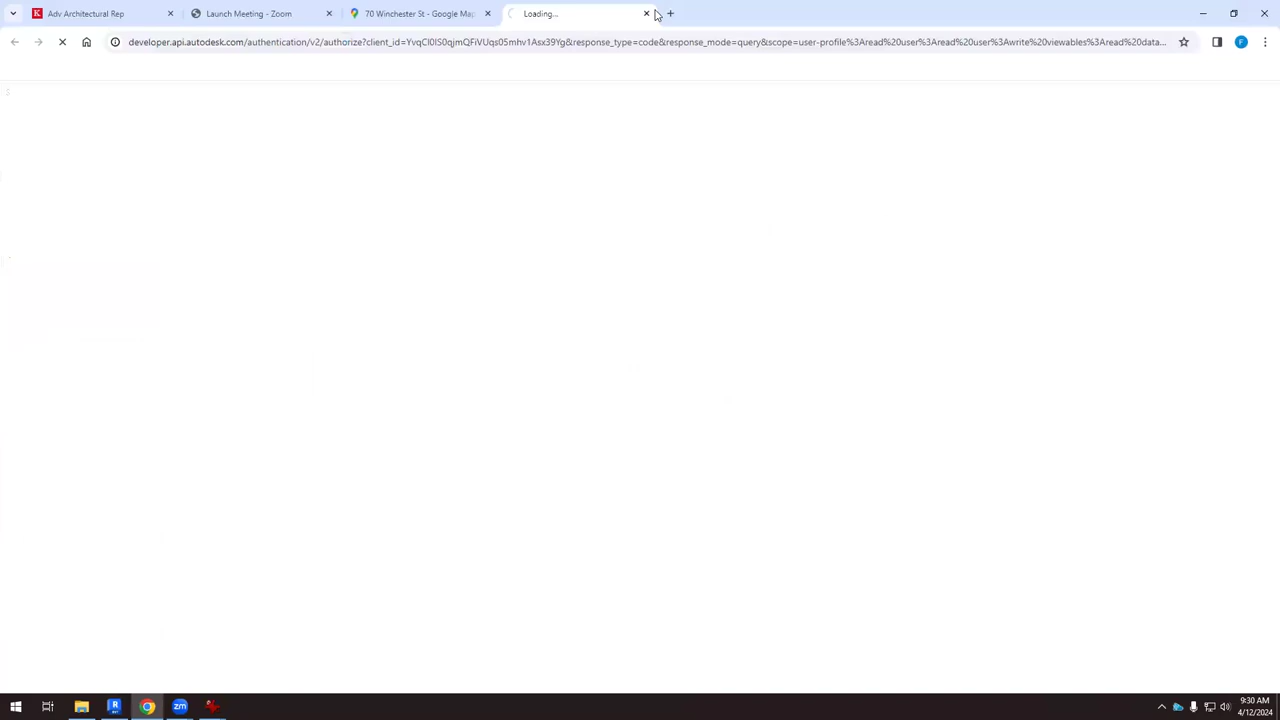 Adv Architectural Rep
Launch Meeting - Zoom
70 Winchester St - Google Map
Loading...
developer.api.autodesk.com/authentication/v2/authorize?client_id=YvqCl0lS0qjmQFiVUqs05mhv1Asx39Yg&response_type=code&response_mode=query&scope=user-profile%3Aread%20user%3Aread%20user%3Awrite%20viewables%3Aread%20data...
F
zm
9:30 AM
4/12/2024